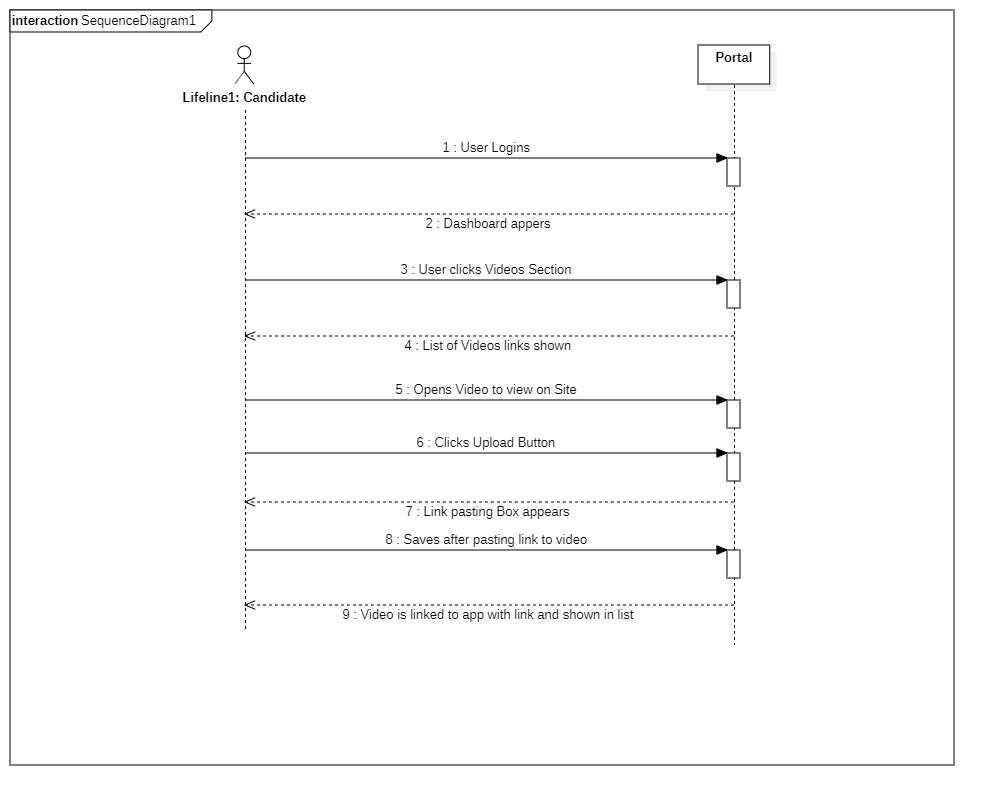 interaction SequenceDiagram1
Portal
Lifeline1: Candidate
1 : User Logins
2 : Dashboard appers
3 : User clicks Videos Section
4 : List of Videos links shown
5 : Opens Video to view on Site
6 : Clicks Upload Button
7 : Link pasting Box appears
8 : Saves after pasting link to video
9 : Video is linked to app with link and shown in list